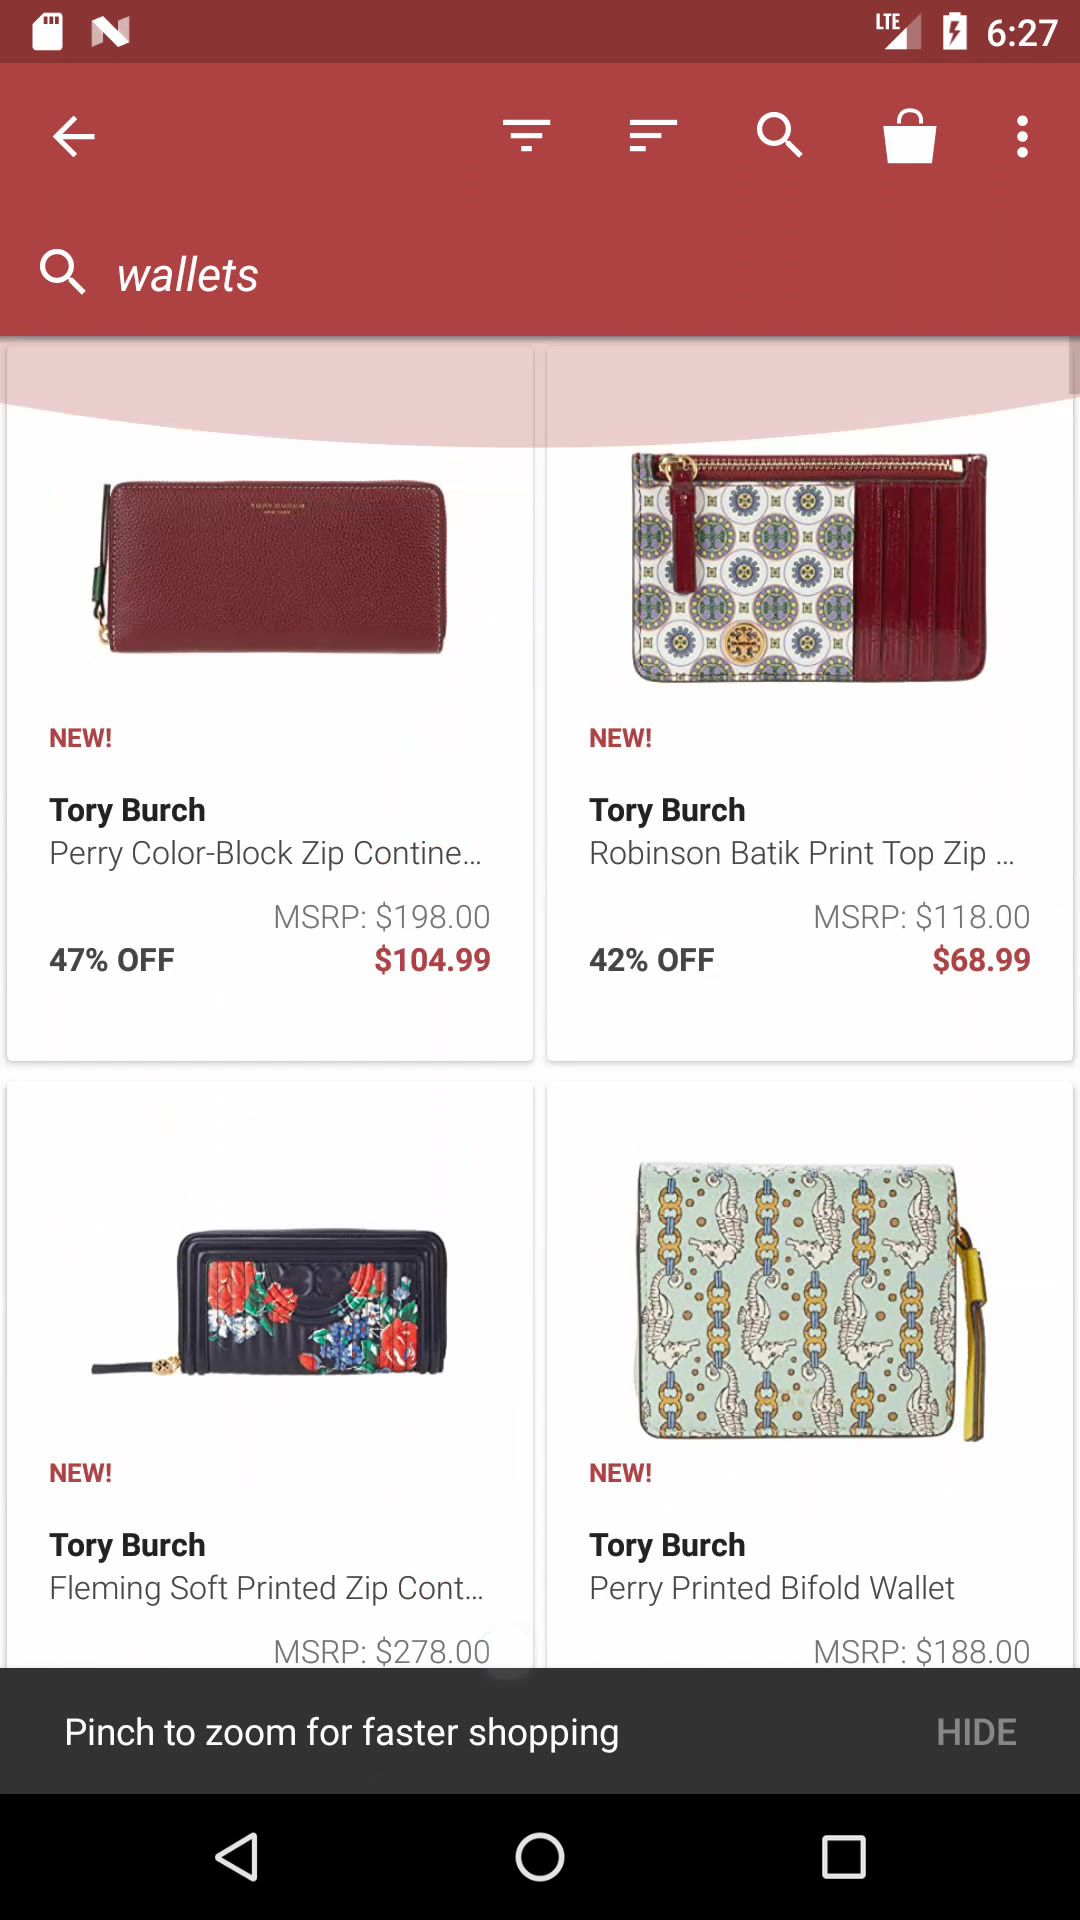 LTE 6:27
wallets
TORY BURCH
NEW!
Tory Burch
Perry Color-Block Zip Contine...
MSRP: $198.00
47% OFF $104.99
NEW!
Tory Burch
Robinson Batik Print Top Zip ...
MSRP: $118.00
42% OFF $68.99
NEW!
Tory Burch
Fleming Soft Printed Zip Cont...
MSRP: $278.00
NEW!
Tory Burch
Perry Printed Bifold Wallet
MSRP: $188.00
Pinch to zoom for faster shopping HIDE